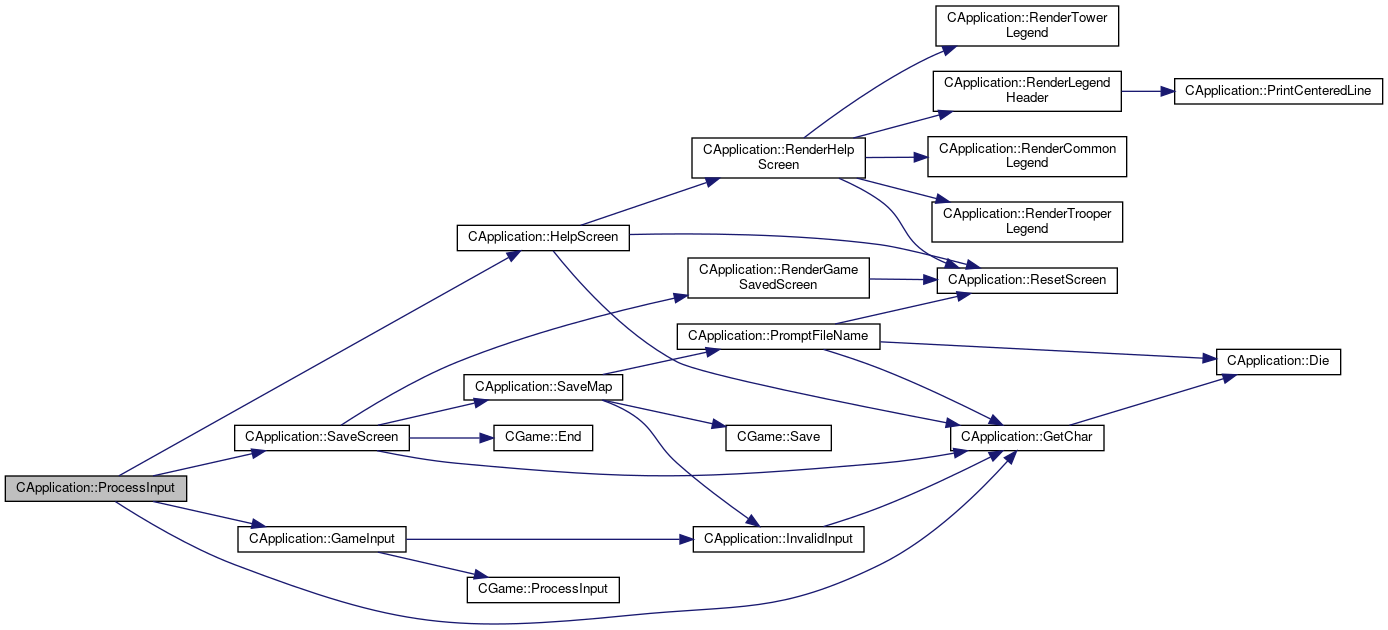 CApplication::RenderTower
Legend
CApplication::RenderLegend
Header
CApplication::PrintCenteredLine
CApplication::RenderHelp
Screen
CApplication::RenderCommon
Legend
CApplication::RenderTrooper
Legend
CApplication::HelpScreen
CApplication::RenderGame
SavedScreen
CApplication::ResetScreen
CApplication::PromptFileName
CApplication::Die
CApplication::SaveMap
CApplication::SaveScreen
CGame::End
CGame::Save
CApplication::GetChar
CApplication::ProcessInput
CApplication::GameInput
CApplication::InvalidInput
CGame::ProcessInput